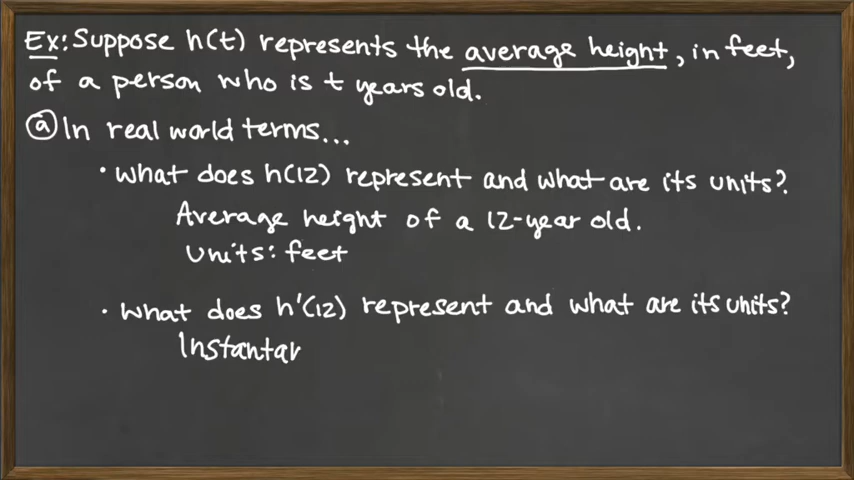 Ex: Suppose h(t) represents the average height, in feet,
of a person who is t years old.
ⓐ In real world terms...
• What does h(12) represent and what are its units?
Average height of a 12-year old.
Units: feet
• What does h'(12) represent and what are its units?
Instantan